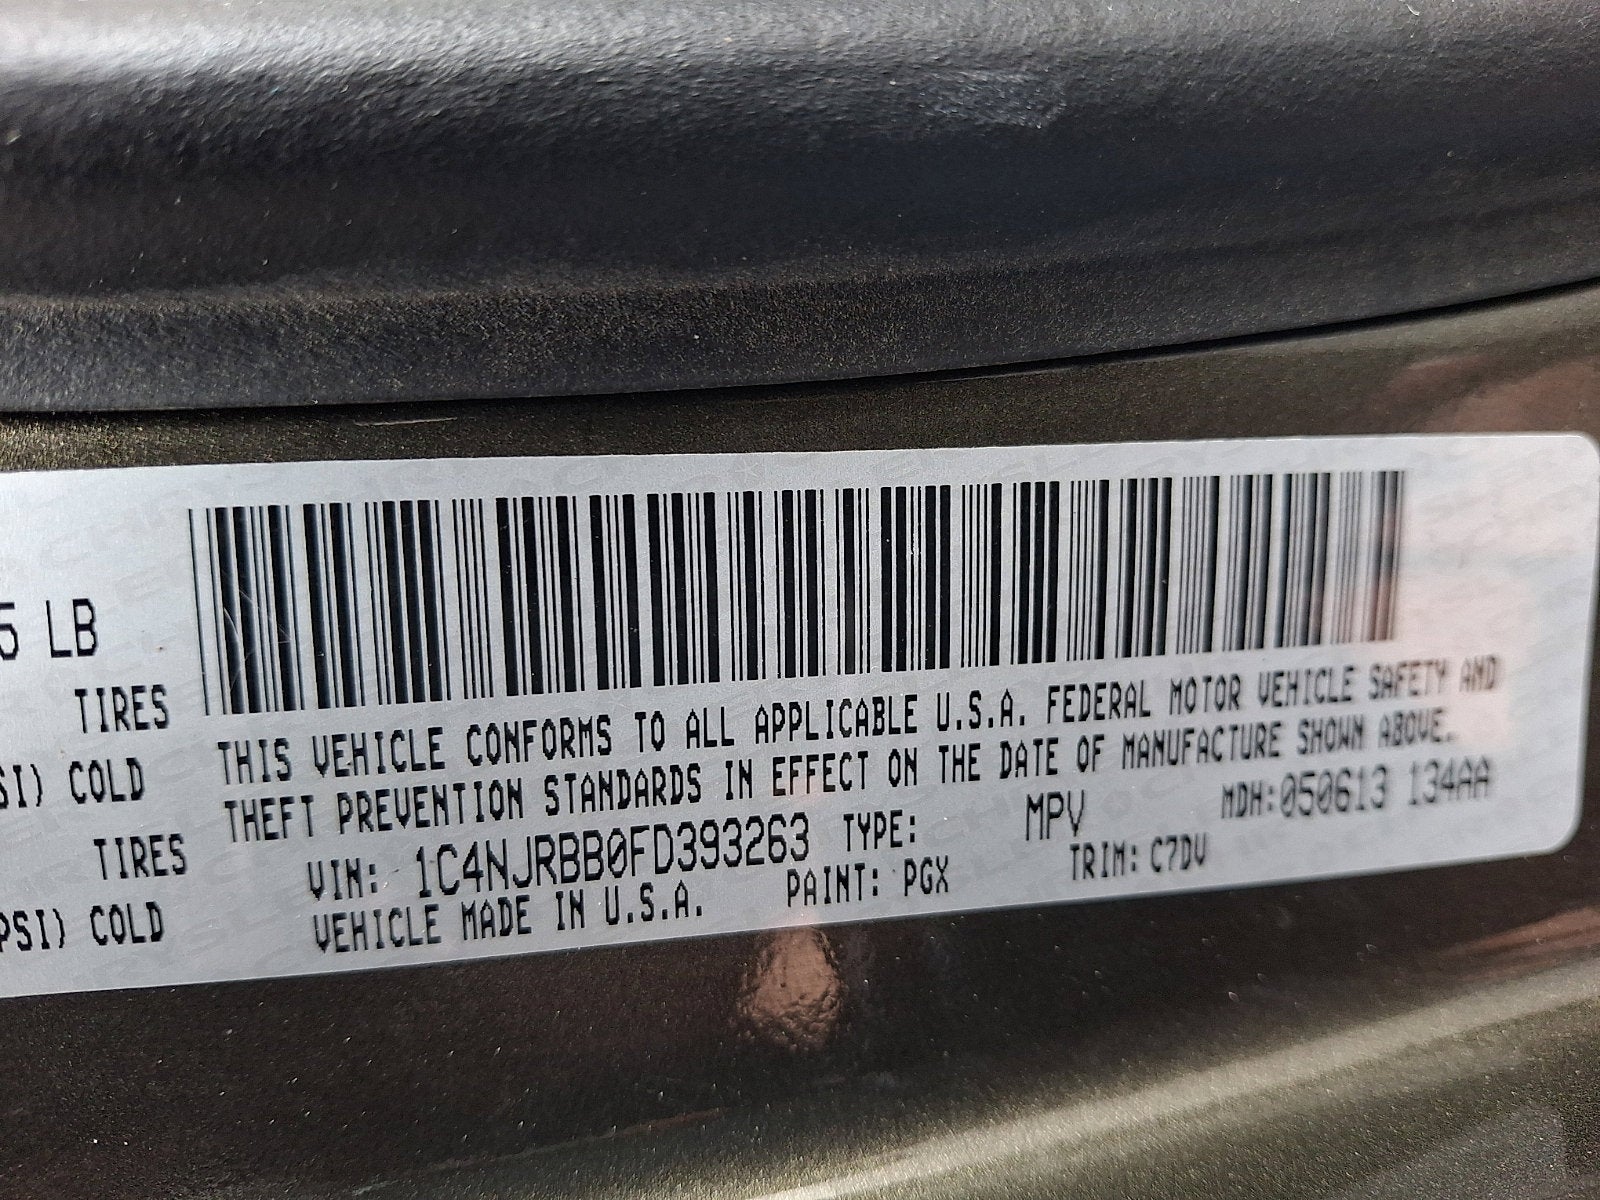 5 LB
TIRES
SI) COLD
TIRES
PSI) COLD
THIS VEHICLE CONFORMS TO ALL APPLICABLE U.S.A. FEDERAL MOTOR VEHICLE SAFETY AND
THEFT PREVENTION STANDARDS IN EFFECT ON THE DATE OF MANUFACTURE SHOWN ABOVE.
VIN: 1C4NJRBB0FD393263 TYPE: MPV MDH:050613 134AA
VEHICLE MADE IN U.S.A. PAINT: PGX TRIM: C7DV